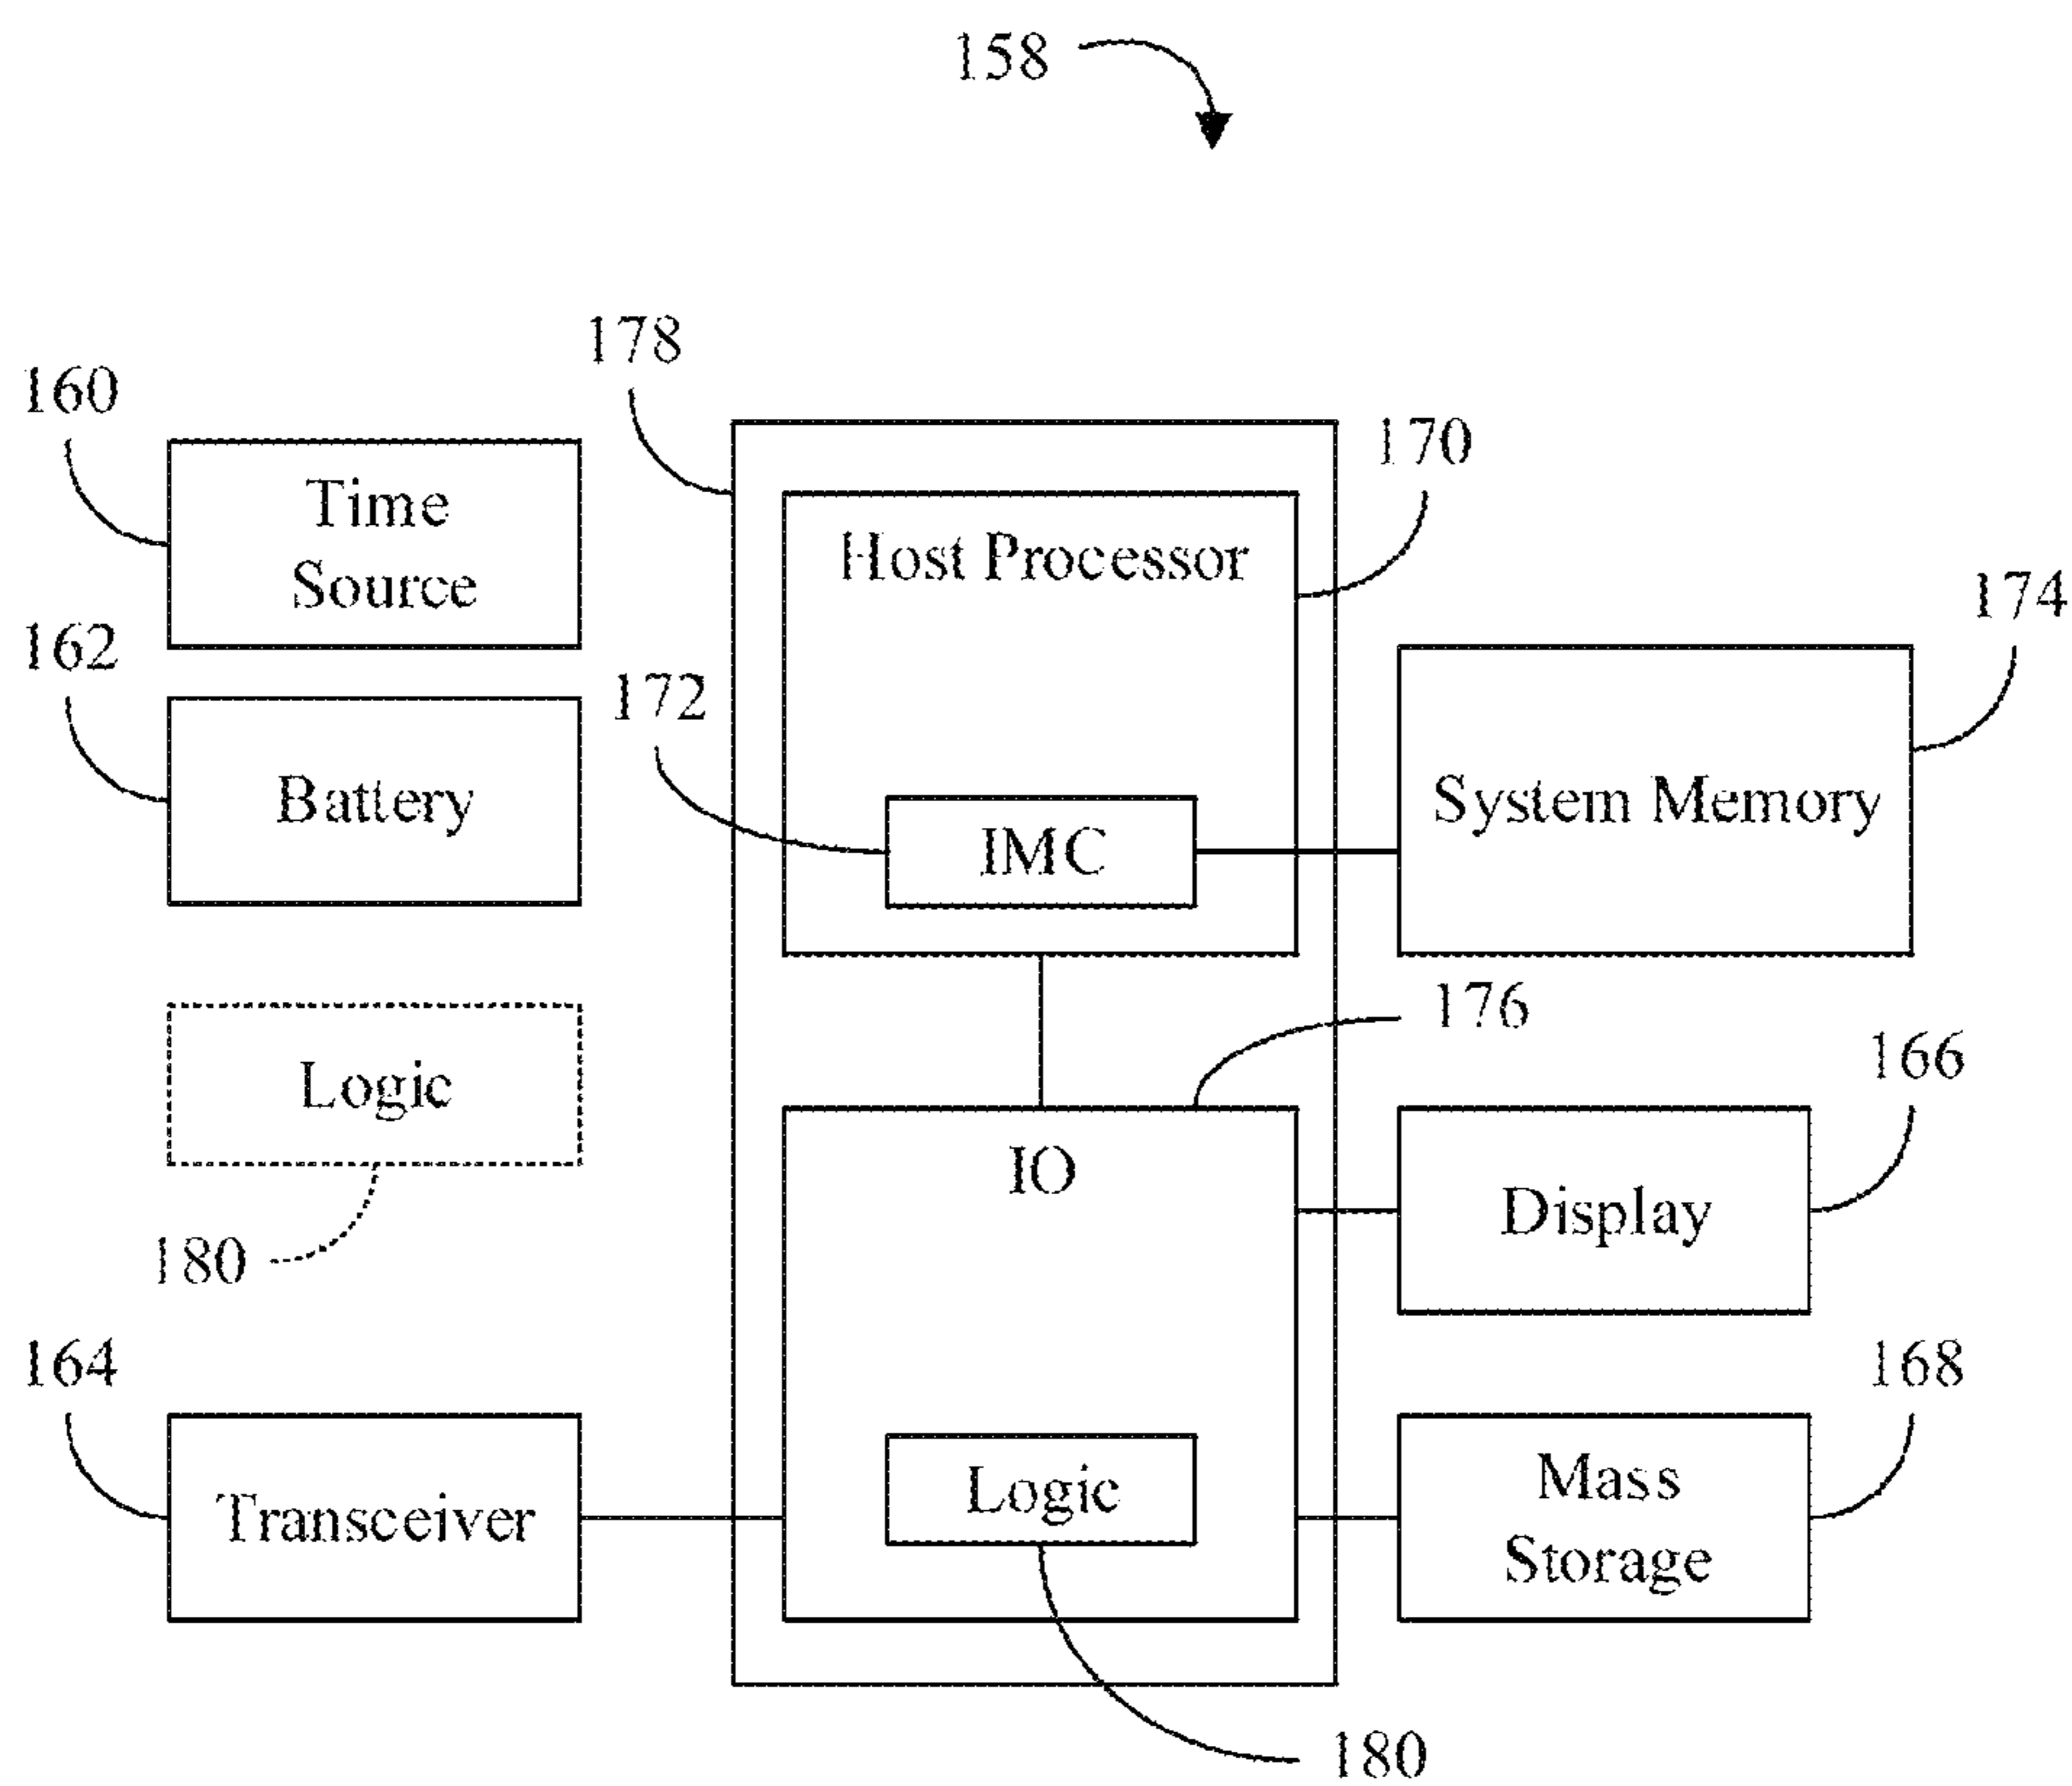 158
178
160
170
Time
Source
Host Processor
174
162
172
Battery
System Memory
IMC
176
166
Logic
IO
Display
180
164
168
Mass
Storage
Transceiver
Logic
180